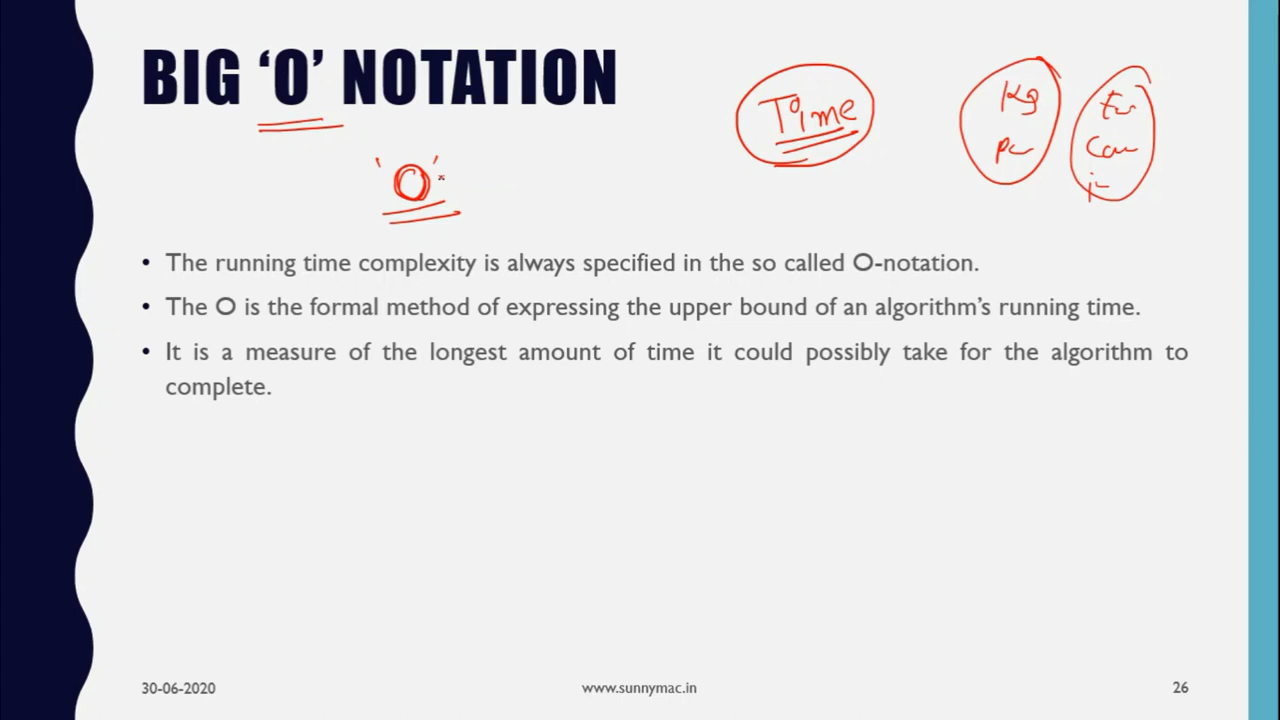 BIG ‘O’ NOTATION
Time
Kg
'O'
• The running time complexity is always specified in the so called O-notation.
• The O is the formal method of expressing the upper bound of an algorithm’s running time.
• It is a measure of the longest amount of time it could possibly take for the algorithm to
complete.
30-06-2020
www.sunnymac.in
26